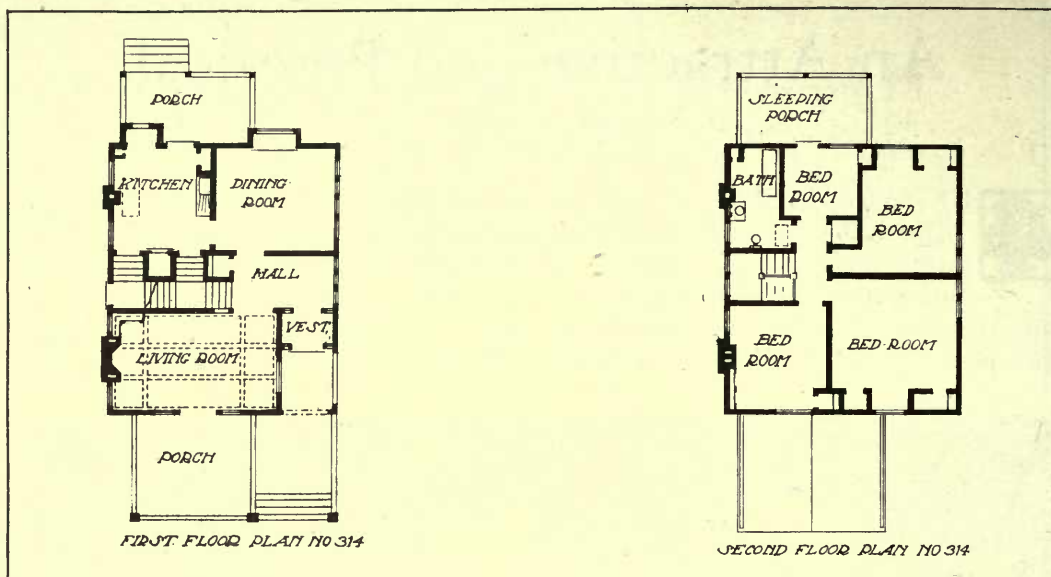 PORCH
KITCHEN
DINING
ROOM
HALL
VEST.
LIVING ROOM
PORCH
FIRST FLOOR PLAN NO 314
SLEEPING
PORCH
BATH
BED
ROOM
BED
ROOM
BED
ROOM
BED ROOM
SECOND FLOOR PLAN NO 314